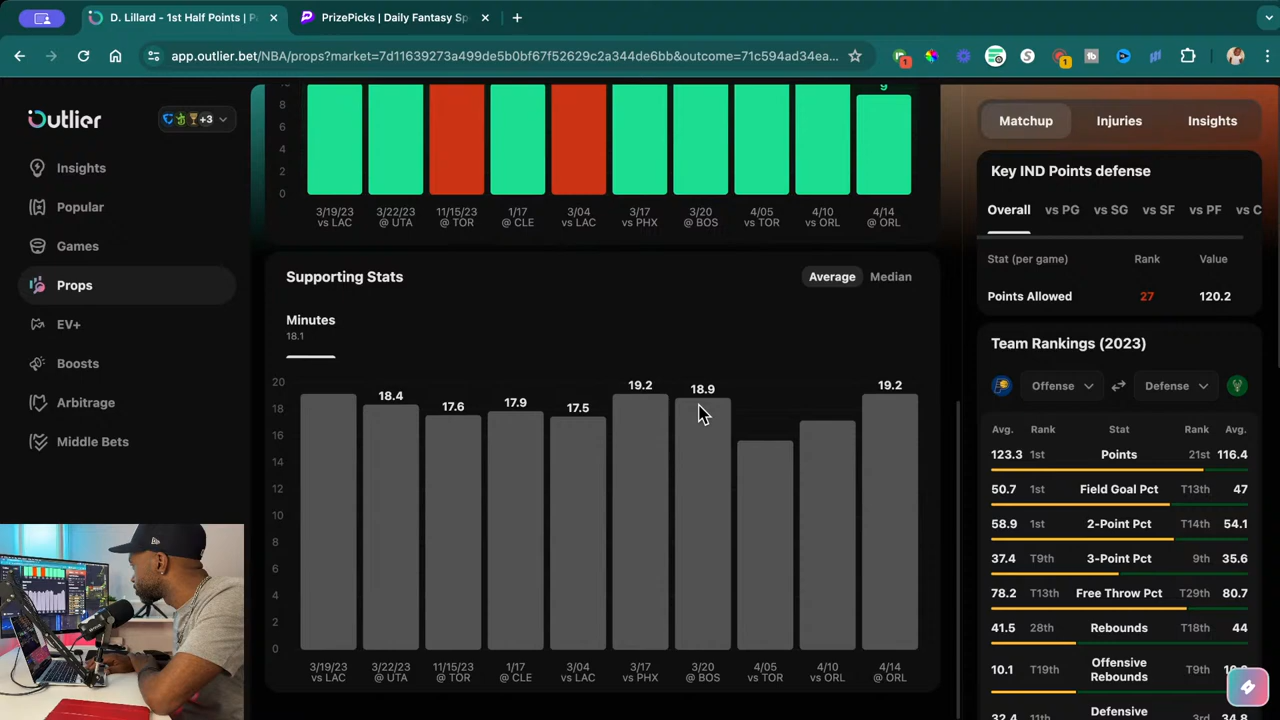 D. Lillard - 1st Half Points | P
PrizePicks | Daily Fantasy Sp
app.outlier.bet/NBA/props?market=7d11639273a499de5b0bf67f52629c2a344de6bb&outcome=71c594ad34ea...
1
S
1
tb
Outlier
+3
Insights
Popular
Games
Props
EV+
Boosts
Arbitrage
Middle Bets
10
8
6
4
2
0
9
3/19/23 3/22/23 11/15/23 1/17 3/04 3/17 3/20 4/05 4/10 4/14
vs LAC @ UTA @ TOR @ CLE vs LAC vs PHX @ BOS vs TOR vs ORL @ ORL
Supporting Stats
Average Median
Minutes
18.1
20
18
16
14
12
10
8
6
4
2
0
18.4 17.6 17.9 17.5 19.2 18.9 19.2
3/19/23 3/22/23 11/15/23 1/17 3/04 3/17 3/20 4/05 4/10 4/14
vs LAC @ UTA @ TOR @ CLE vs LAC vs PHX @ BOS vs TOR vs ORL @ ORL
Matchup Injuries Insights
Key IND Points defense
Overall vs PG vs SG vs SF vs PF vs C
Stat (per game) Rank Value
Points Allowed 27 120.2
Team Rankings (2023)
Offense Defense
Avg. Rank Stat Rank Avg.
123.3 1st Points 21st 116.4
50.7 1st Field Goal Pct T13th 47
58.9 1st 2-Point Pct T14th 54.1
37.4 T9th 3-Point Pct 9th 35.6
78.2 T13th Free Throw Pct T29th 80.7
41.5 28th Rebounds T18th 44
10.1 T19th Offensive Rebounds T9th
32.4 11th Defensive 3rd 34.8